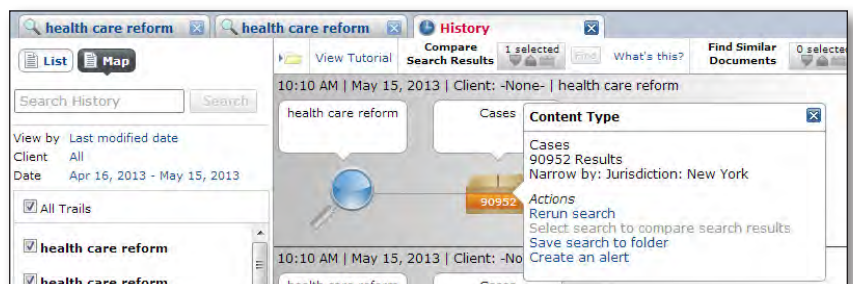 health care reform
health care reform
History
List
Map
View Tutorial
Compare
Search Results
1 selected
Find
What's this?
Find Similar
Documents
0 selected
Search History
Search
View by Last modified date
Client All
Date Apr 16, 2013 - May 15, 2013
All Trails
health care reform
health care reform
10:10 AM | May 15, 2013 | Client: -None- | health care reform
health care reform
Cases
90952
Content Type
Cases
90952 Results
Narrow by: Jurisdiction: New York
Actions
Rerun search
Select search to compare search results
Save search to folder
Create an alert
10:10 AM | May 15, 2013 | Client: -No
health care reform
Cases